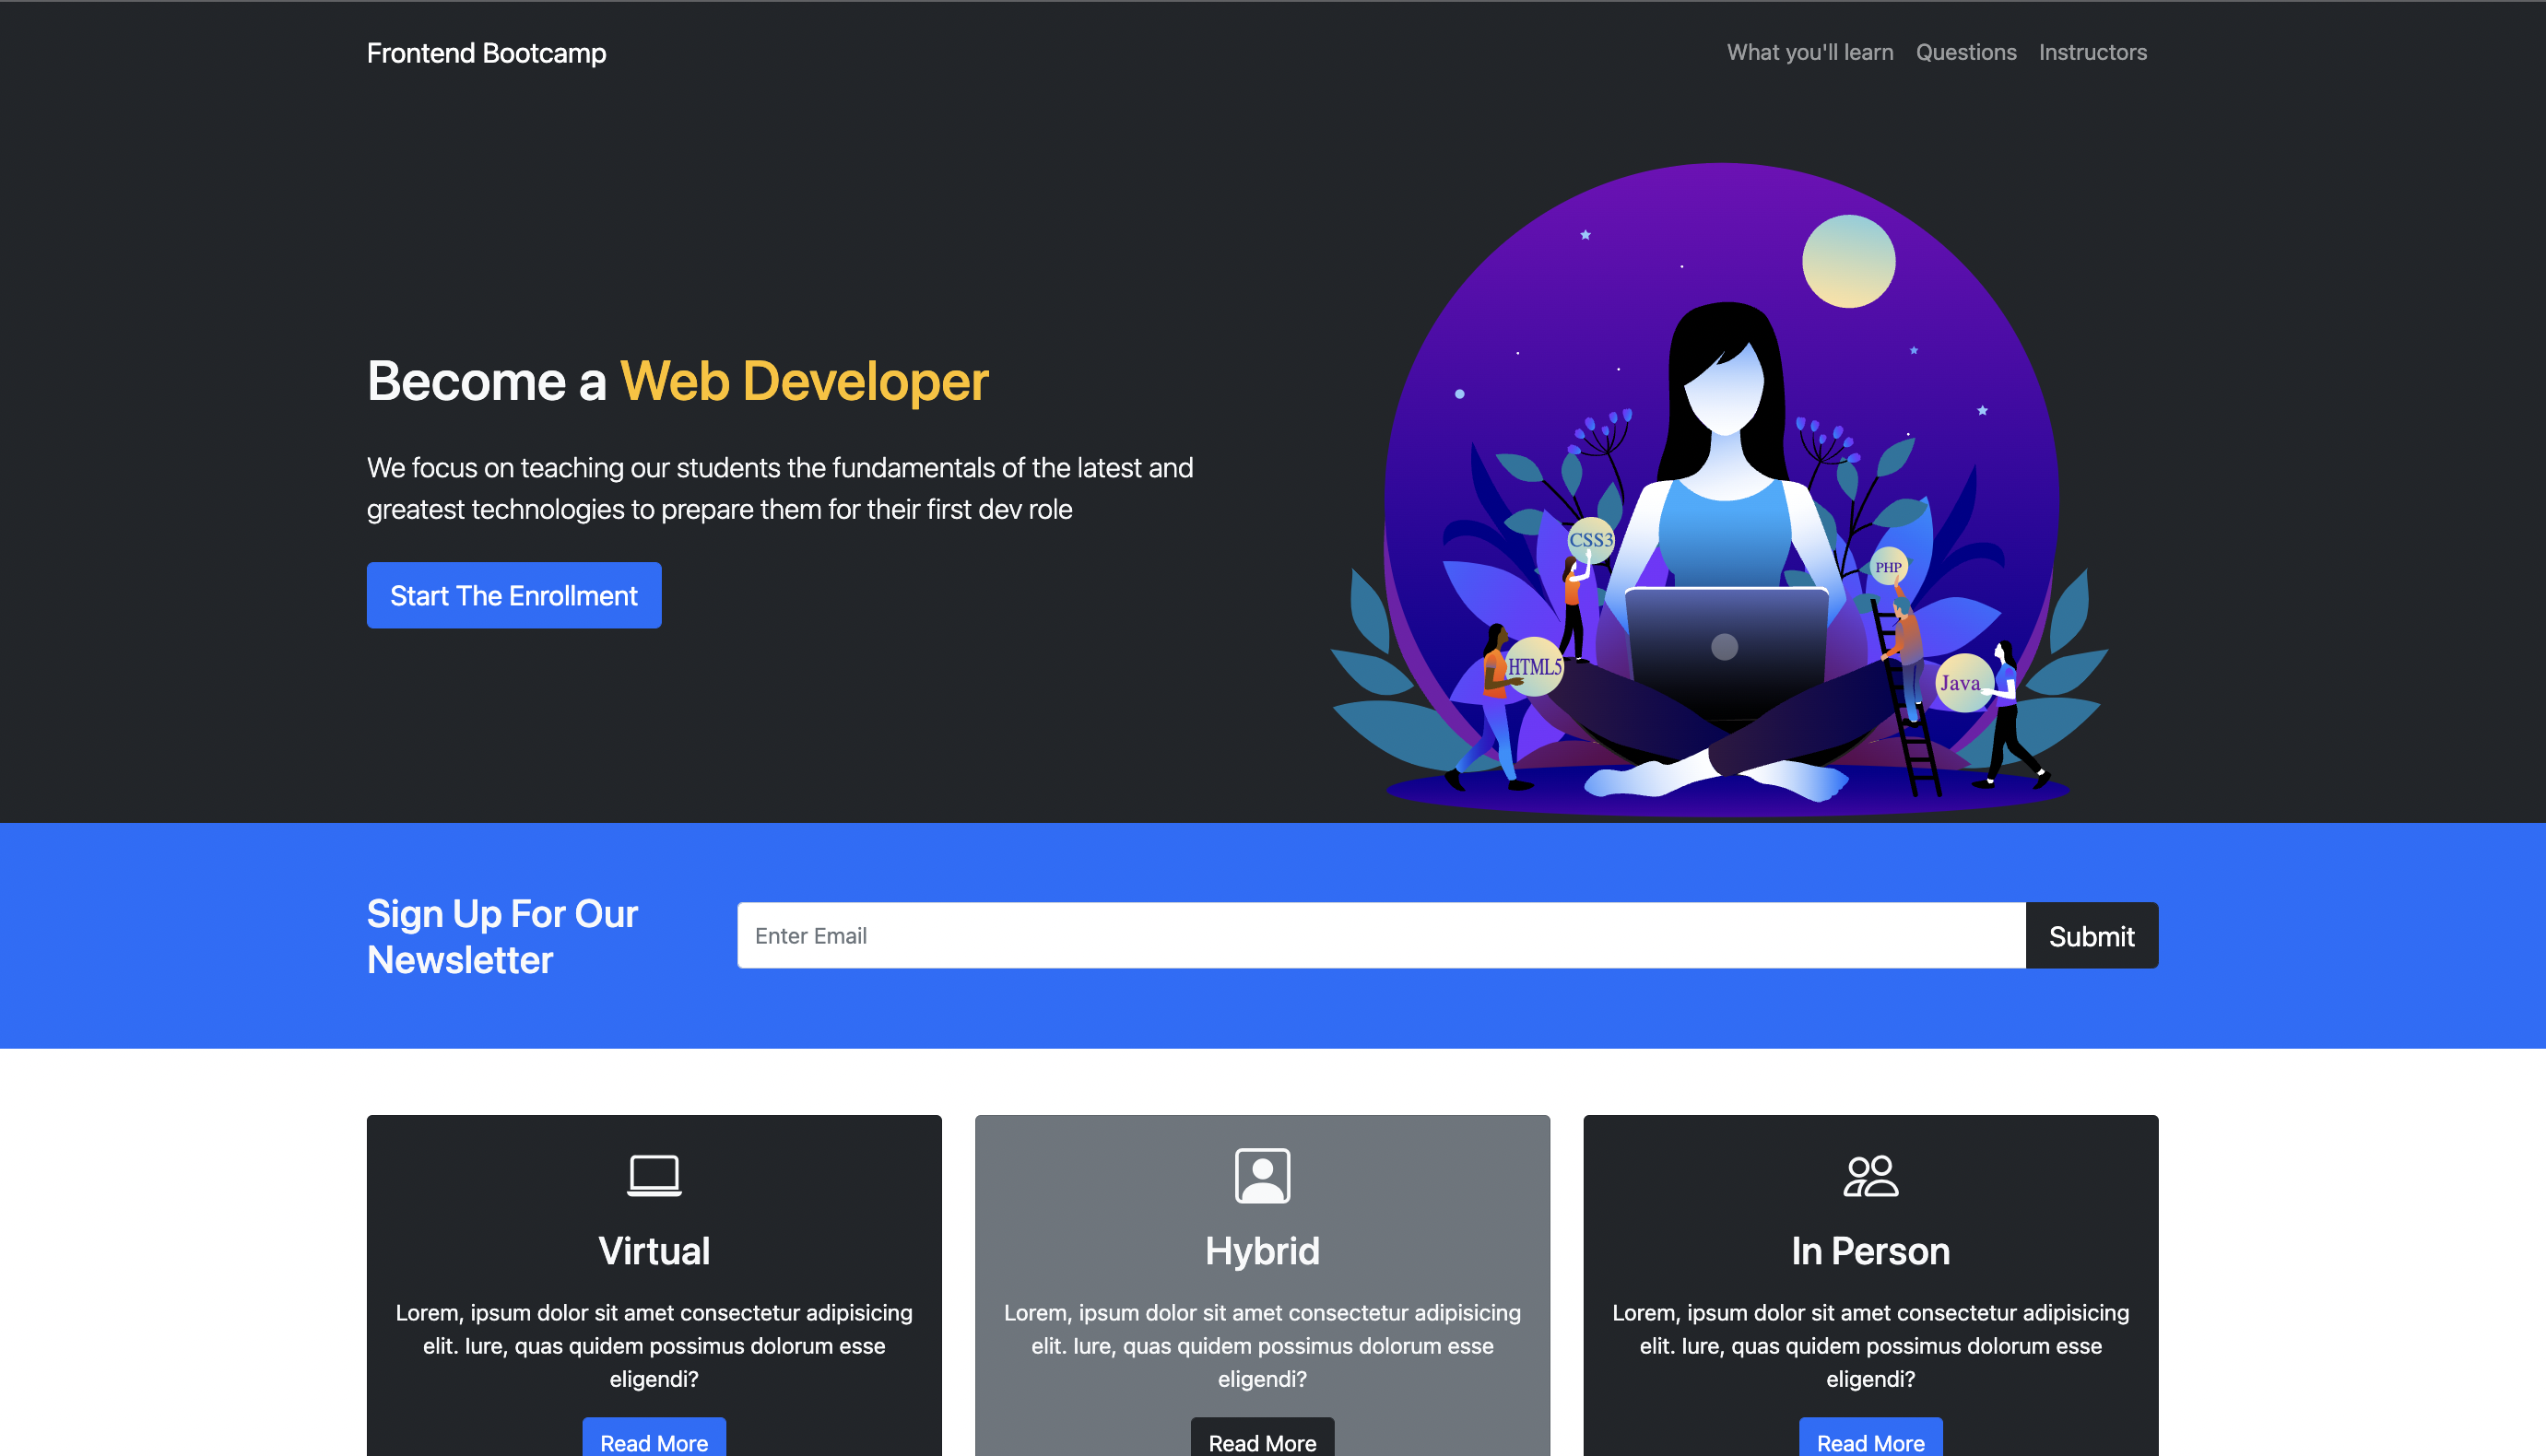 Frontend Bootcamp
What you'll learn Questions Instructors
Become a Web Developer
We focus on teaching our students the fundamentals of the latest and
greatest technologies to prepare them for their first dev role
Start The Enrollment
CSS3
PHP
HTML5
Java
Sign Up For Our
Newsletter
Enter Email
Submit
Virtual
Lorem, ipsum dolor sit amet consectetur adipisicing
elit. Iure, quas quidem possimus dolorum esse
eligendi?
Read More
Hybrid
Lorem, ipsum dolor sit amet consectetur adipisicing
elit. Iure, quas quidem possimus dolorum esse
eligendi?
Read More
In Person
Lorem, ipsum dolor sit amet consectetur adipisicing
elit. Iure, quas quidem possimus dolorum esse
eligendi?
Read More